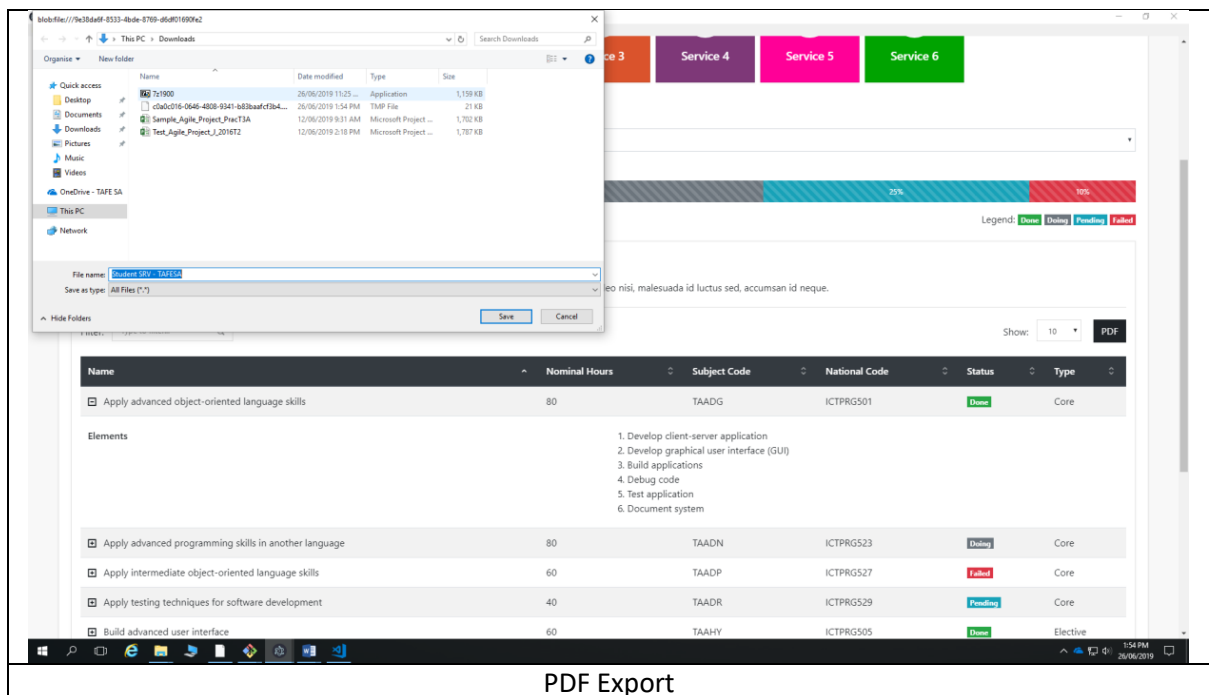 blob:file:///9e38da6f-8533-4bde-8769-d6df01690fe2
This PC > Downloads
Search Downloads
Organise
New folder
Name Date modified Type Size
Quick access
Desktop
Documents
Downloads
Pictures
Music
Videos
OneDrive - TAFE SA
This PC
Network
7z1900 26/06/2019 11:25 ... Application 1,159 KB
c0a0c016-0646-4808-9341-b83baafcf3b4.... 26/06/2019 1:54 PM TMP File 21 KB
Sample_Agile_Project_PracT3A 12/06/2019 9:31 AM Microsoft Project ... 1,702 KB
Test_Agile_Project_J_2016T2 12/06/2019 2:18 PM Microsoft Project ... 1,787 KB
File name: Student SRV - TAFESA
Save as type: All Files (*.*)
Hide Folders
Save Cancel
ce 3 Service 4 Service 5 Service 6
25% 10%
Legend: Done Doing Pending Failed
leo nisi, malesuada id luctus sed, accumsan id neque.
Show: 10 PDF
Name Nominal Hours Subject Code National Code Status Type
Apply advanced object-oriented language skills 80 TAADG ICTPRG501 Done Core
Elements
1. Develop client-server application
2. Develop graphical user interface (GUI)
3. Build applications
4. Debug code
5. Test application
6. Document system
Apply advanced programming skills in another language 80 TAADN ICTPRG523 Doing Core
Apply intermediate object-oriented language skills 60 TAADP ICTPRG527 Failed Core
Apply testing techniques for software development 40 TAADR ICTPRG529 Pending Core
Build advanced user interface 60 TAAHY ICTPRG505 Done Elective
1:54 PM
26/06/2019
PDF Export